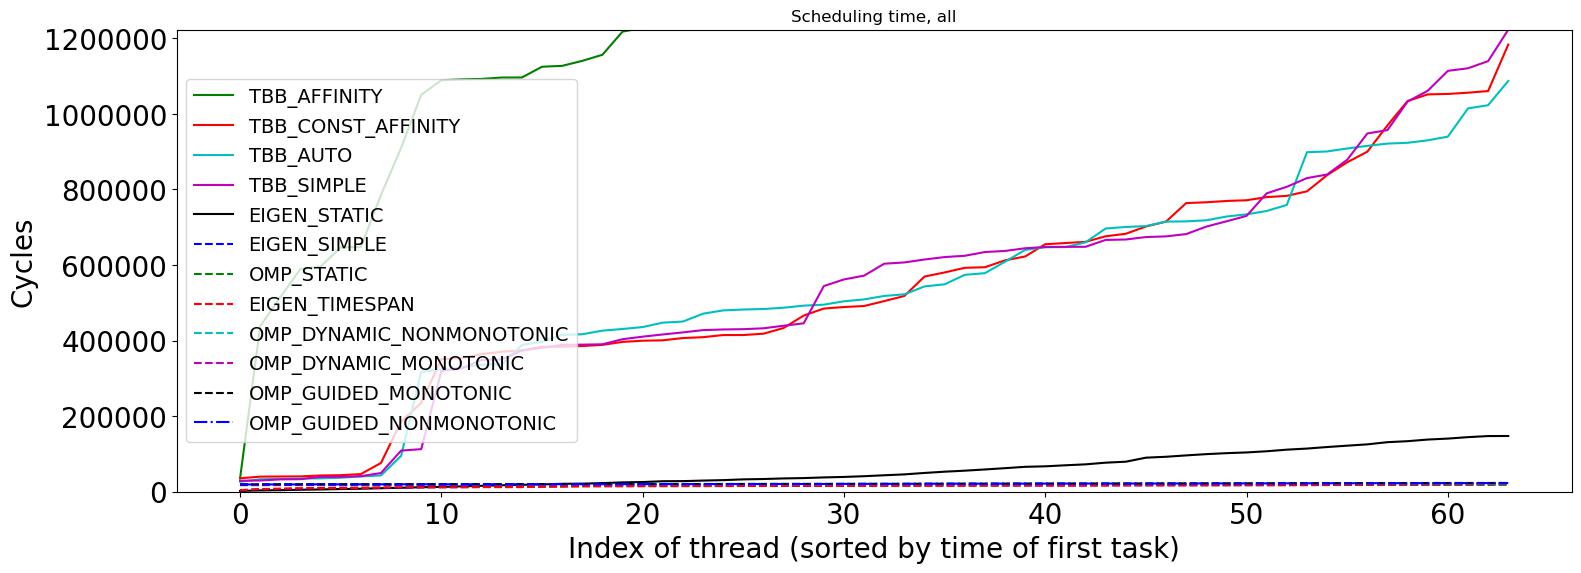 Scheduling time, all
1200000
1000000
800000
600000
400000
200000
0
Cycles
TBB_AFFINITY
TBB_CONST_AFFINITY
TBB_AUTO
TBB_SIMPLE
EIGEN_STATIC
EIGEN_SIMPLE
OMP_STATIC
EIGEN_TIMESPAN
OMP_DYNAMIC_NONMONOTONIC
OMP_DYNAMIC_MONOTONIC
OMP_GUIDED_MONOTONIC
OMP_GUIDED_NONMONOTONIC
0 10 20 30 40 50 60
Index of thread (sorted by time of first task)